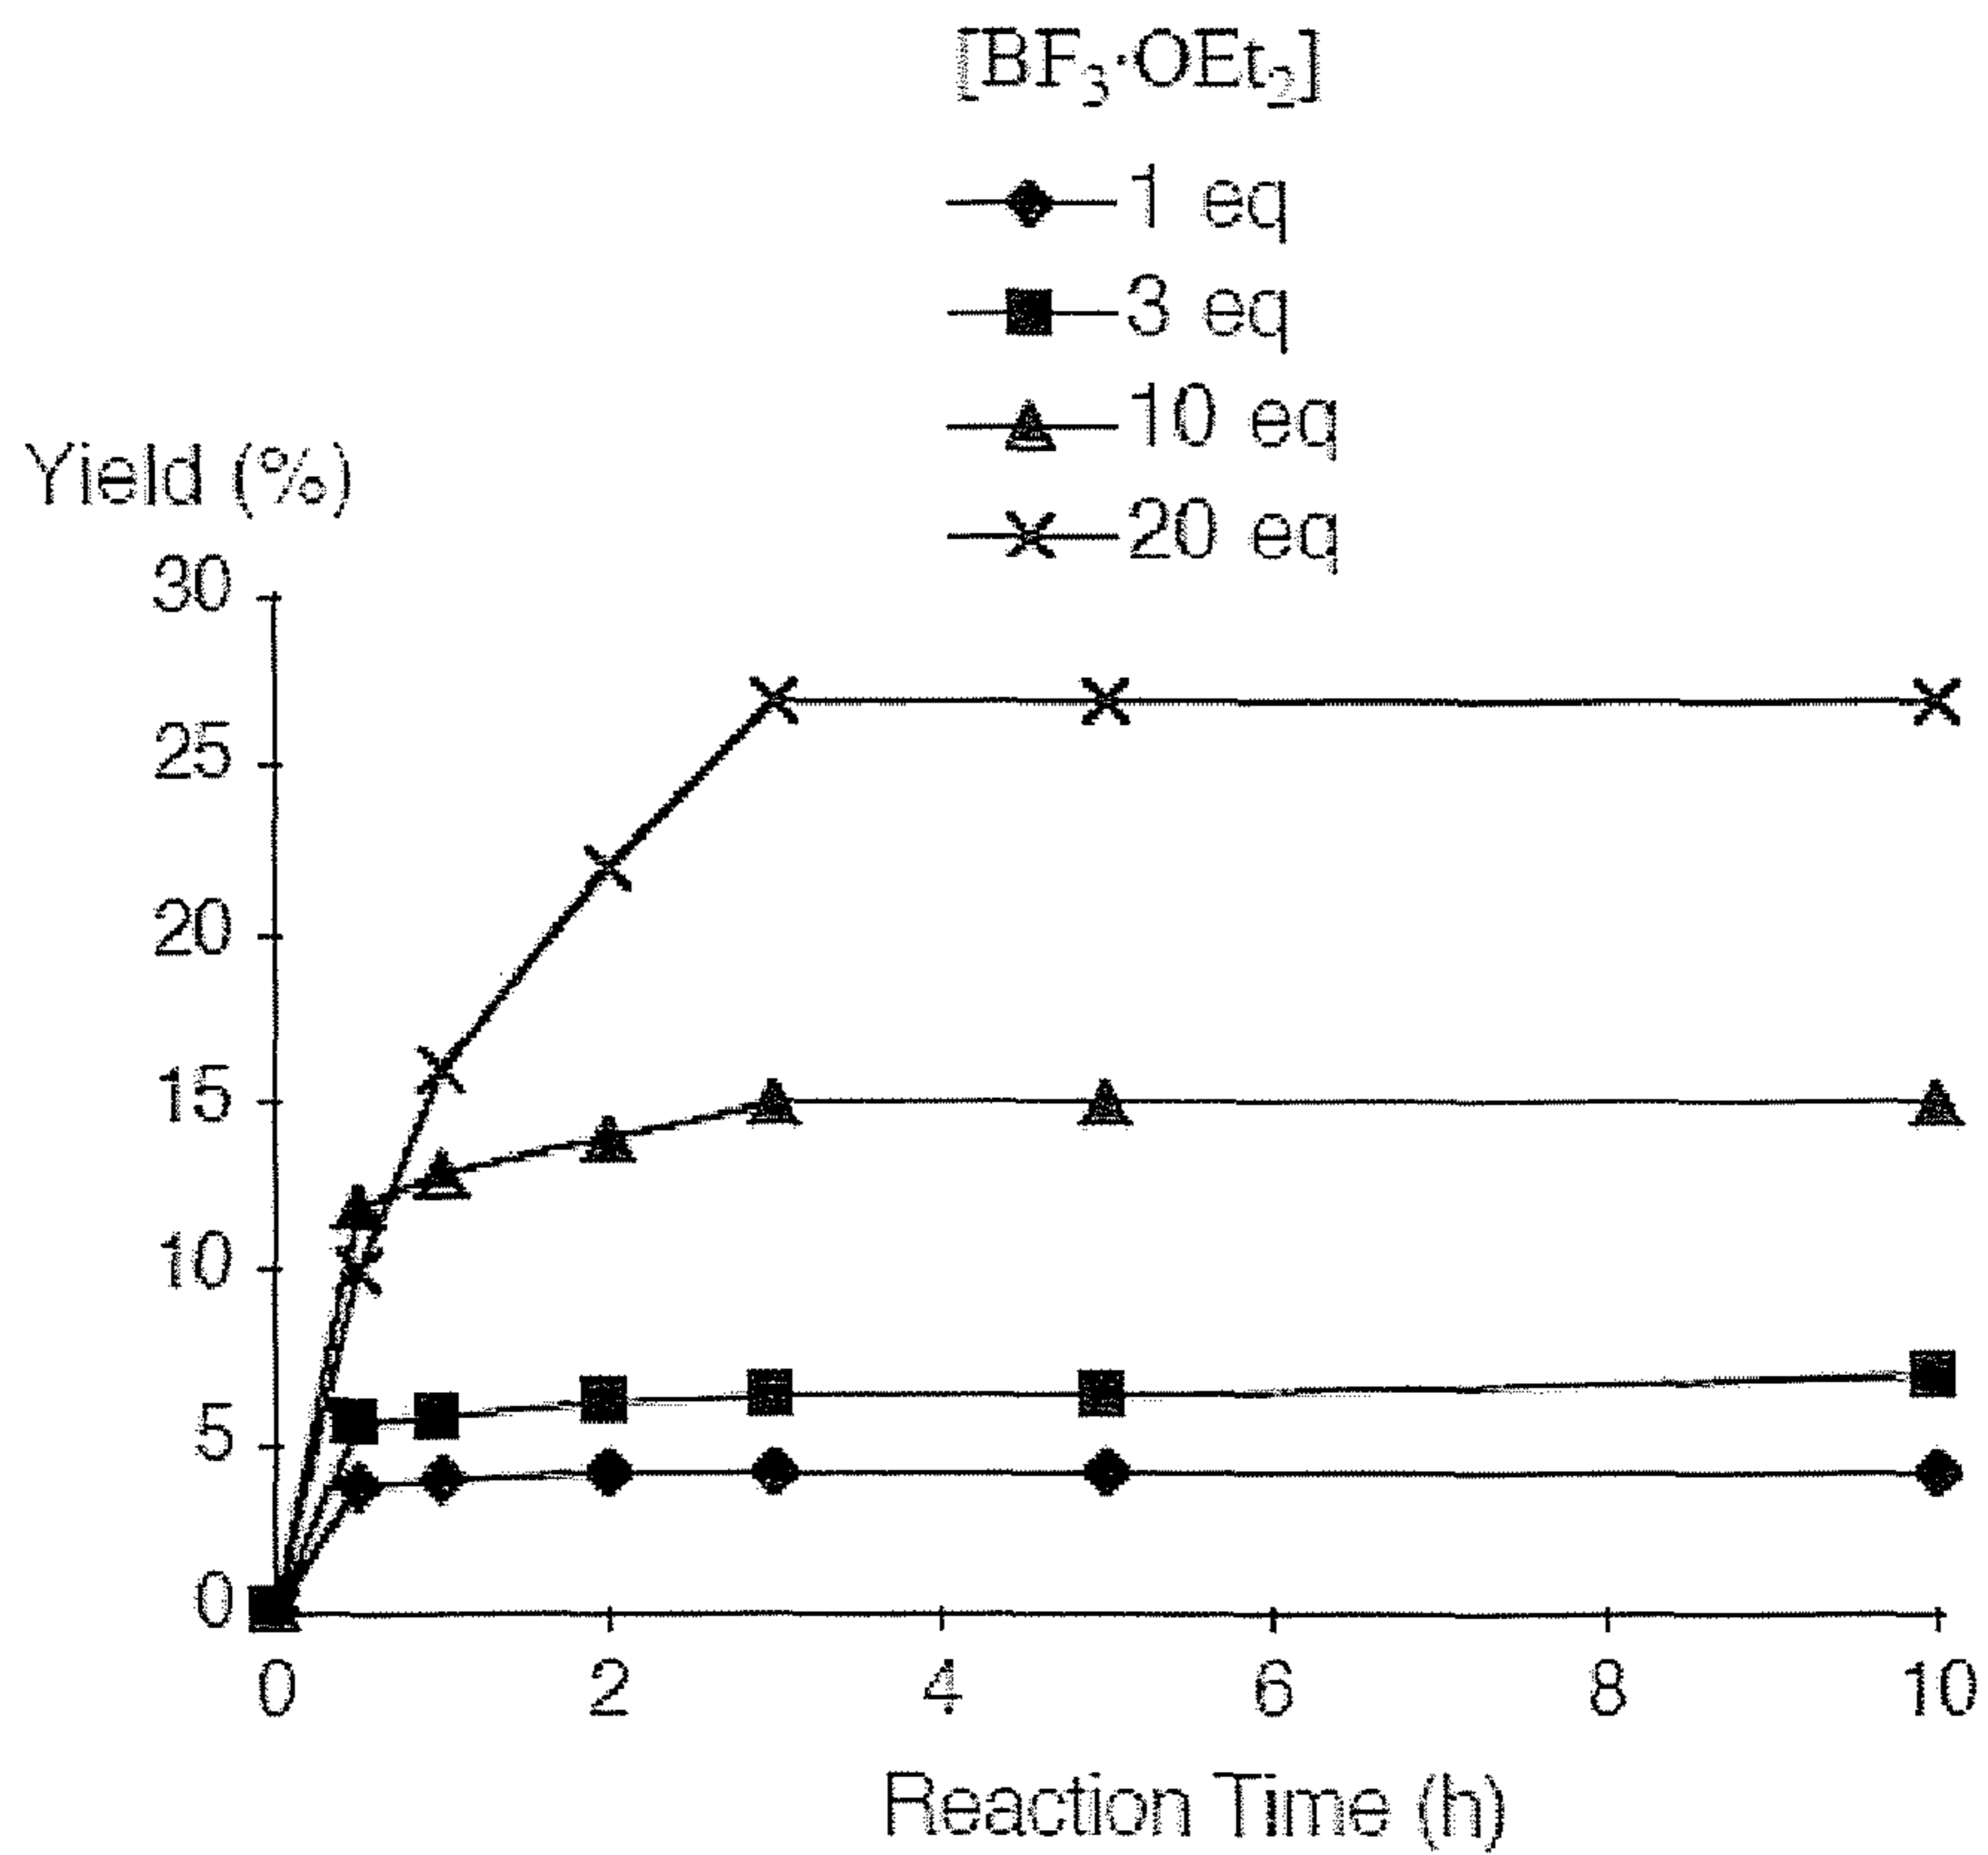 [BF₃·OEt₂]
1 eq
3 eq
10 eq
20 eq
Yield (%)
30
25
20
15
10
5
0
0 2 4 6 8 10
Reaction Time (h)